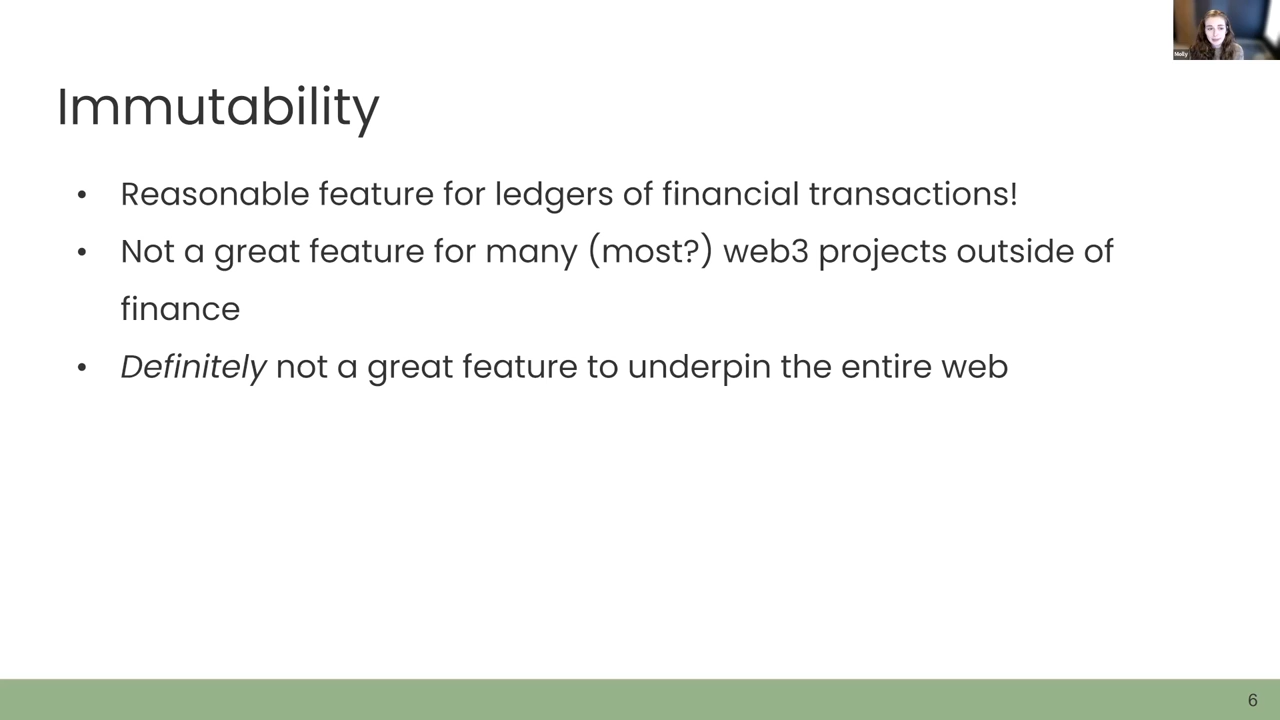 Molly
Immutability
• Reasonable feature for ledgers of financial transactions!
• Not a great feature for many (most?) web3 projects outside of
finance
• Definitely not a great feature to underpin the entire web
6